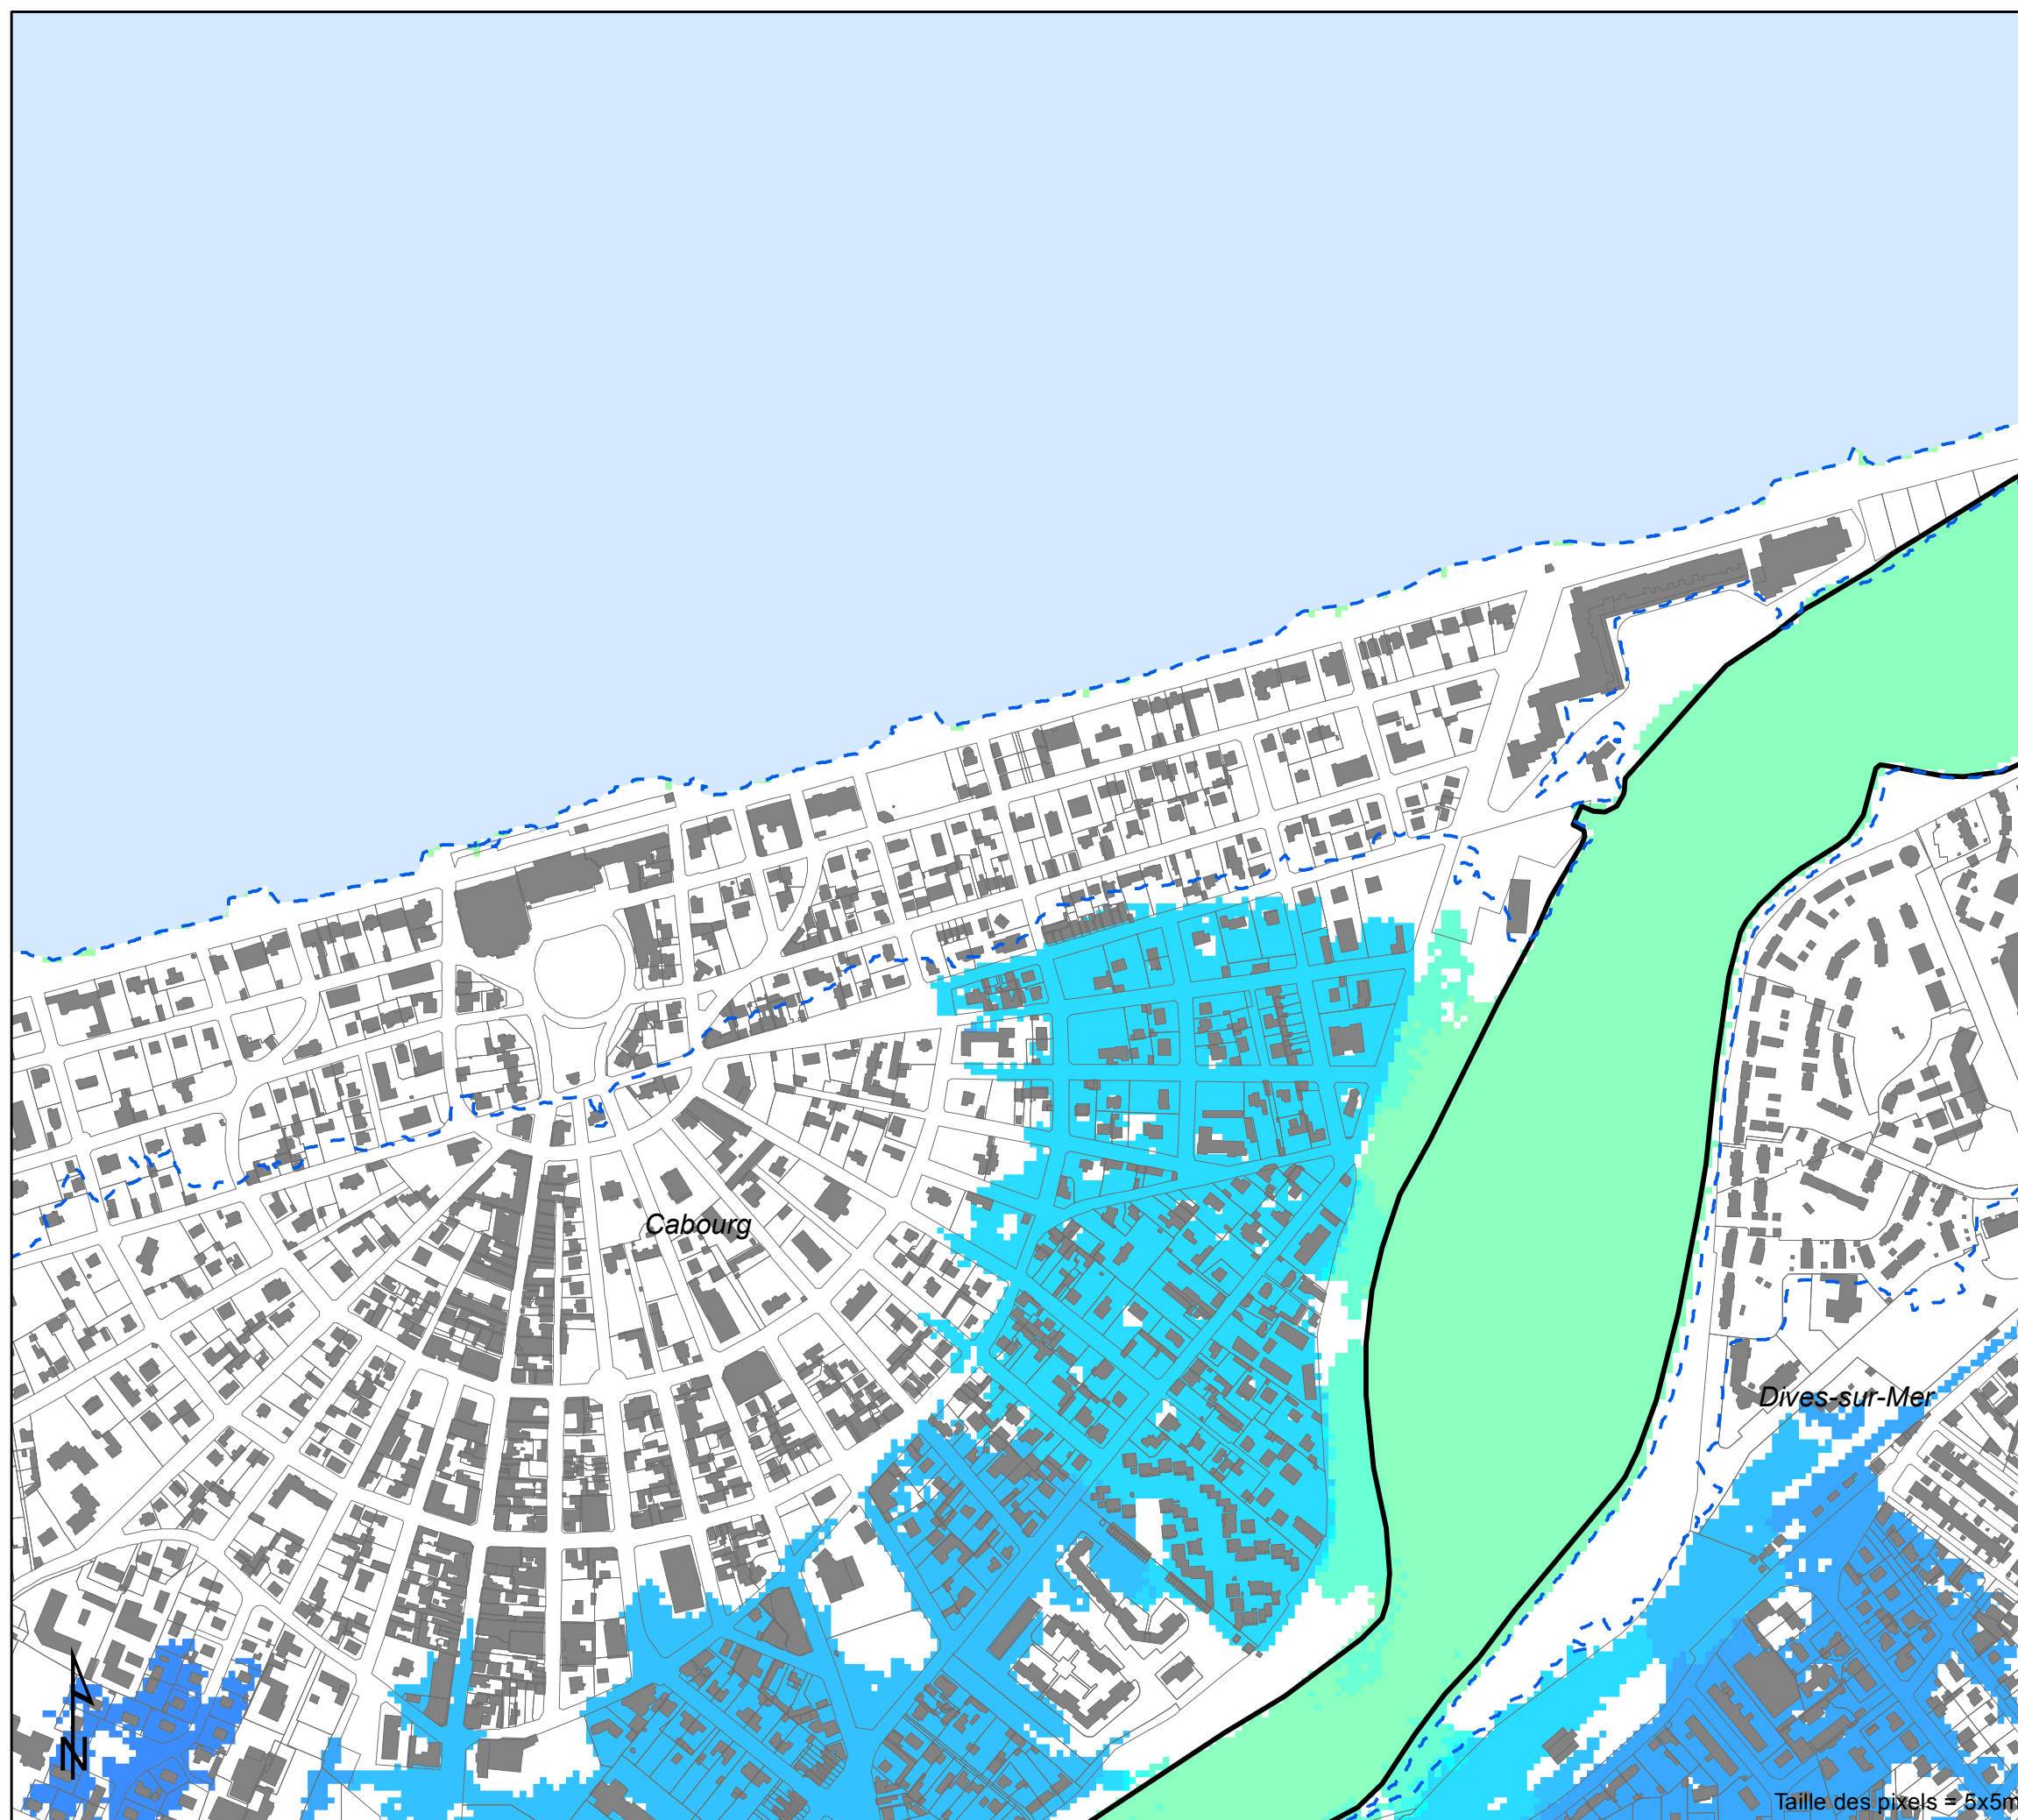 Cabourg
Dives-sur-Mer
N
Taille des pixels = 5x5m